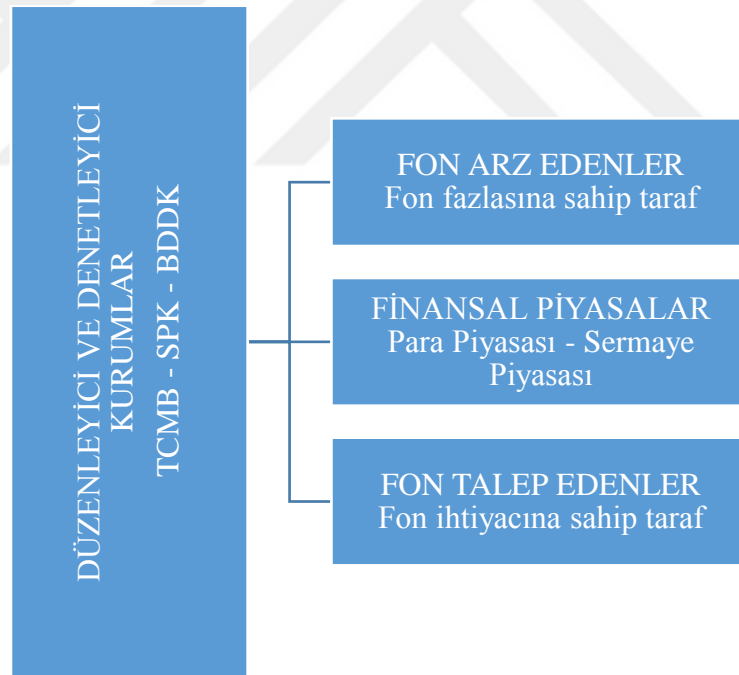 DÜZENLEYİCİ VE DENETLEYİCİ
KURUMLAR
TCMB - SPK - BDDK
FON ARZ EDENLER
Fon fazlasına sahip taraf
FİNANSAL PİYASALAR
Para Piyasası - Sermaye
Piyasası
FON TALEP EDENLER
Fon ihtiyacına sahip taraf